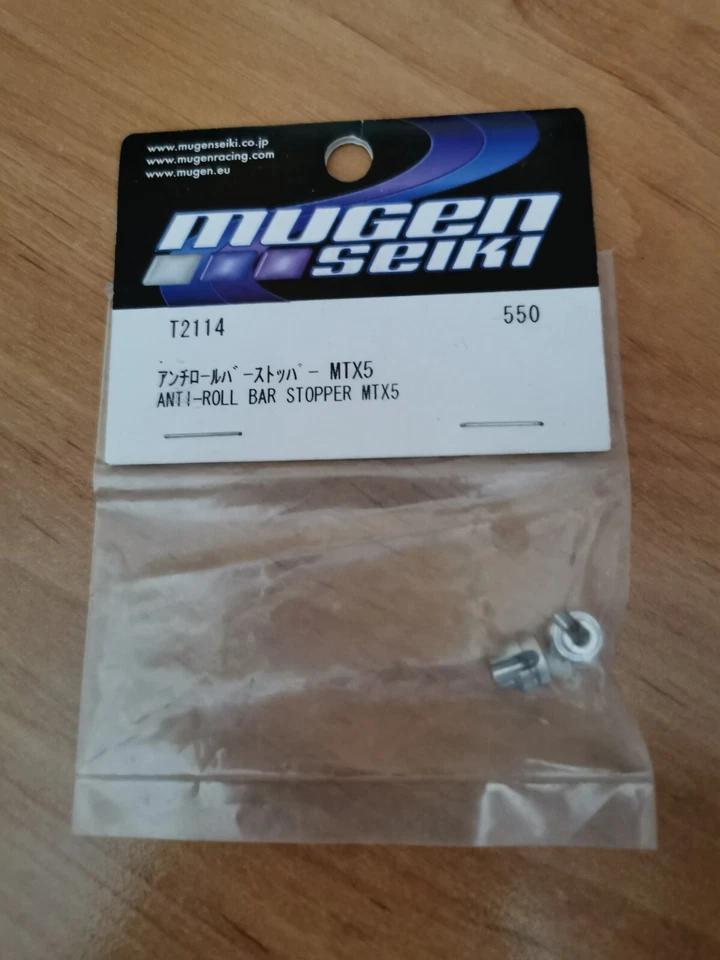 www.mugenseiki.co.jp
www.mugenracing.com
www.mugen.eu
mugen
seiki
T2114 550
ｱﾝﾁﾛｰﾙﾊﾞｰｽﾄｯﾊﾟｰ MTX5
ANTI-ROLL BAR STOPPER MTX5